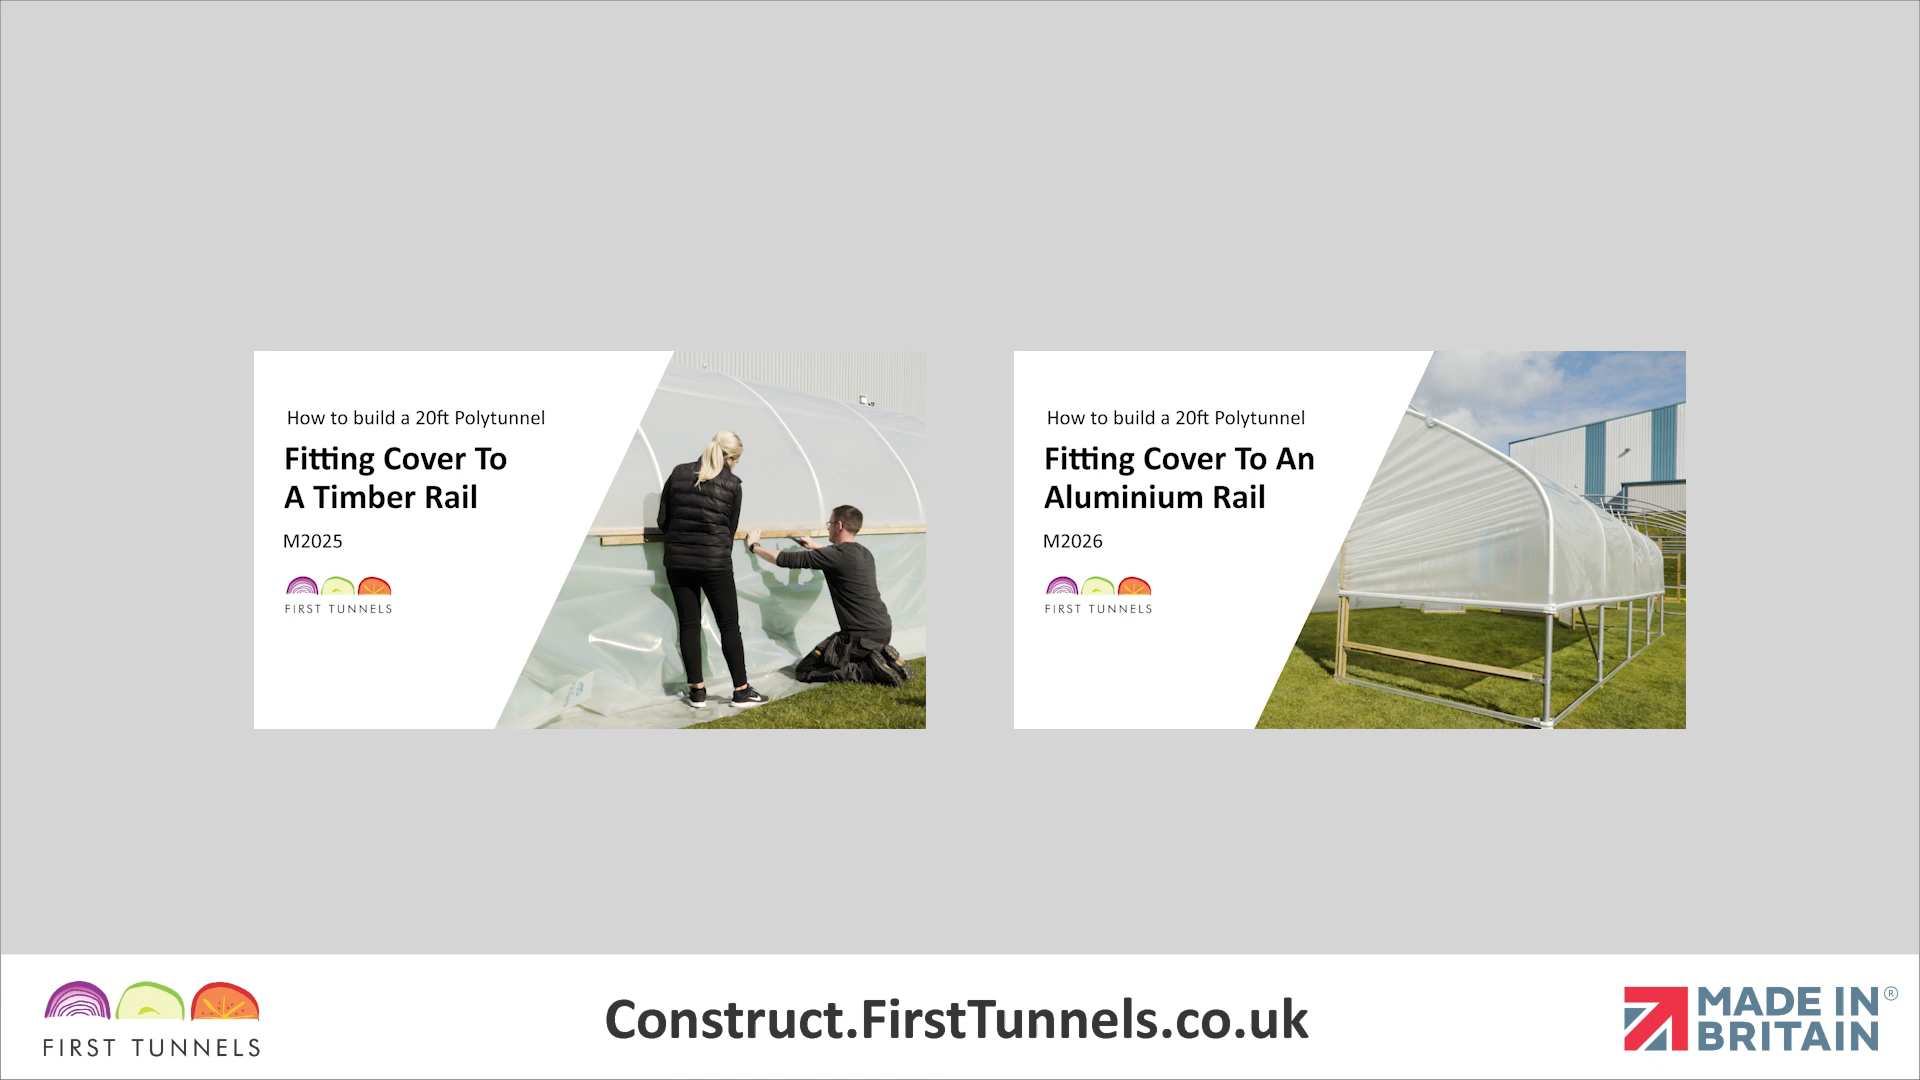 How to build a 20ft Polytunnel
Fitting Cover To
A Timber Rail
M2025
FIRST TUNNELS
How to build a 20ft Polytunnel
Fitting Cover To An
Aluminium Rail
M2026
FIRST TUNNELS
FIRST TUNNELS
Construct.FirstTunnels.co.uk
MADE IN
BRITAIN
®